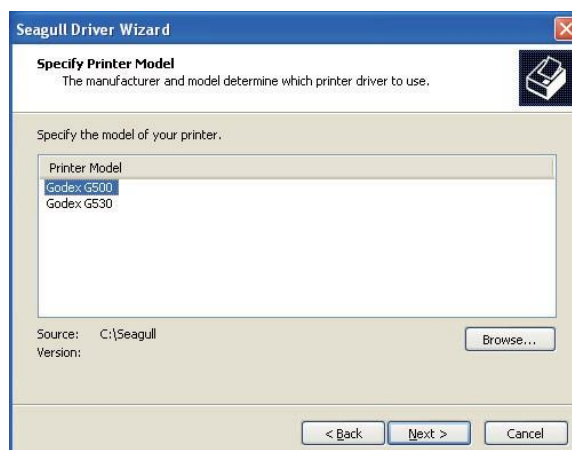 Seagull Driver Wizard
Specify Printer Model
The manufacturer and model determine which printer driver to use.
Specify the model of your printer.
Printer Model
Godex G500
Godex G530
Source: C:\Seagull
Version:
Browse...
< Back Next > Cancel